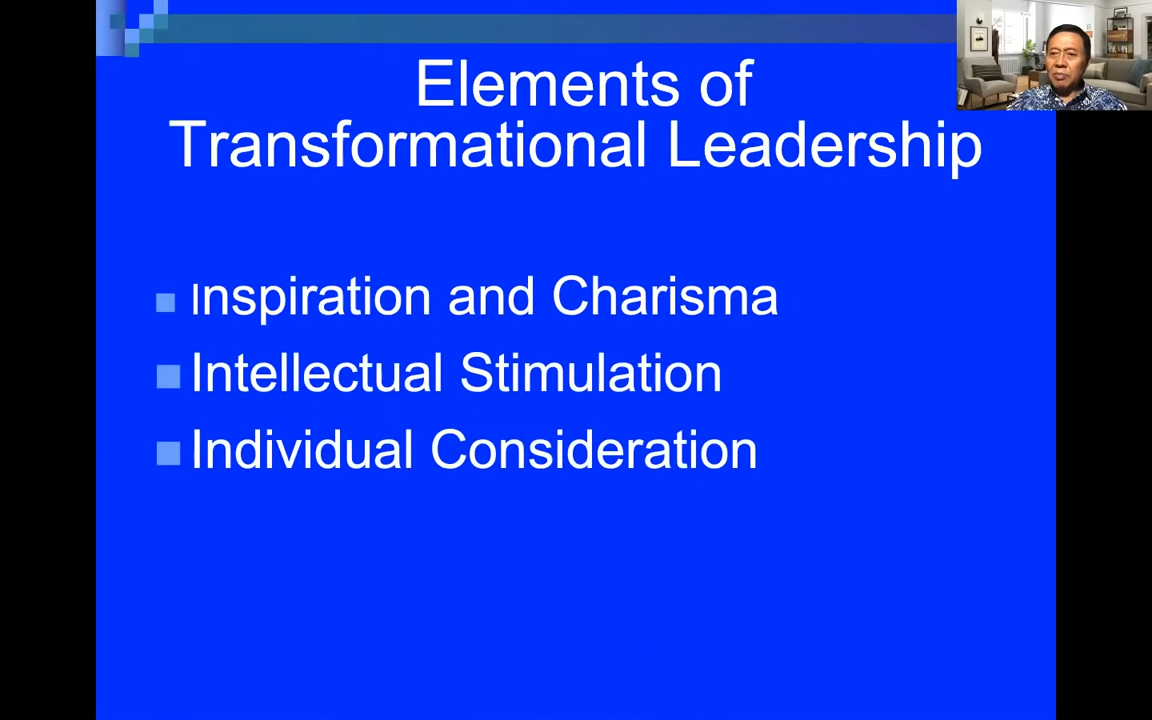 Elements of
Transformational Leadership
Inspiration and Charisma
Intellectual Stimulation
Individual Consideration